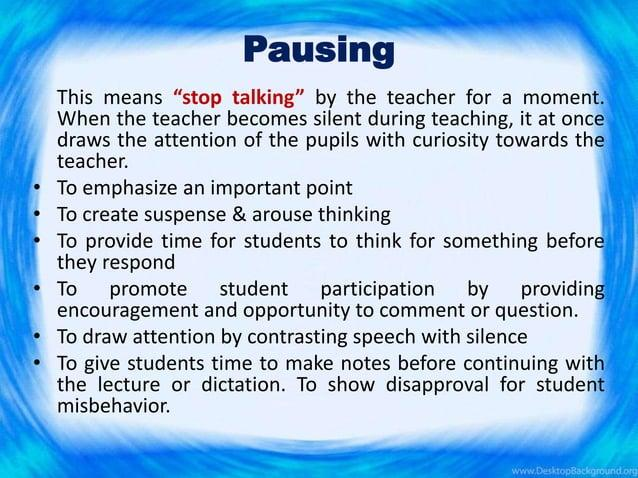 Pausing
This means “stop talking” by the teacher for a moment.
When the teacher becomes silent during teaching, it at once
draws the attention of the pupils with curiosity towards the
teacher.
• To emphasize an important point
• To create suspense & arouse thinking
• To provide time for students to think for something before
they respond
• To promote student participation by providing
encouragement and opportunity to comment or question.
• To draw attention by contrasting speech with silence
• To give students time to make notes before continuing with
the lecture or dictation. To show disapproval for student
misbehavior.
www.DesktopBackground.org